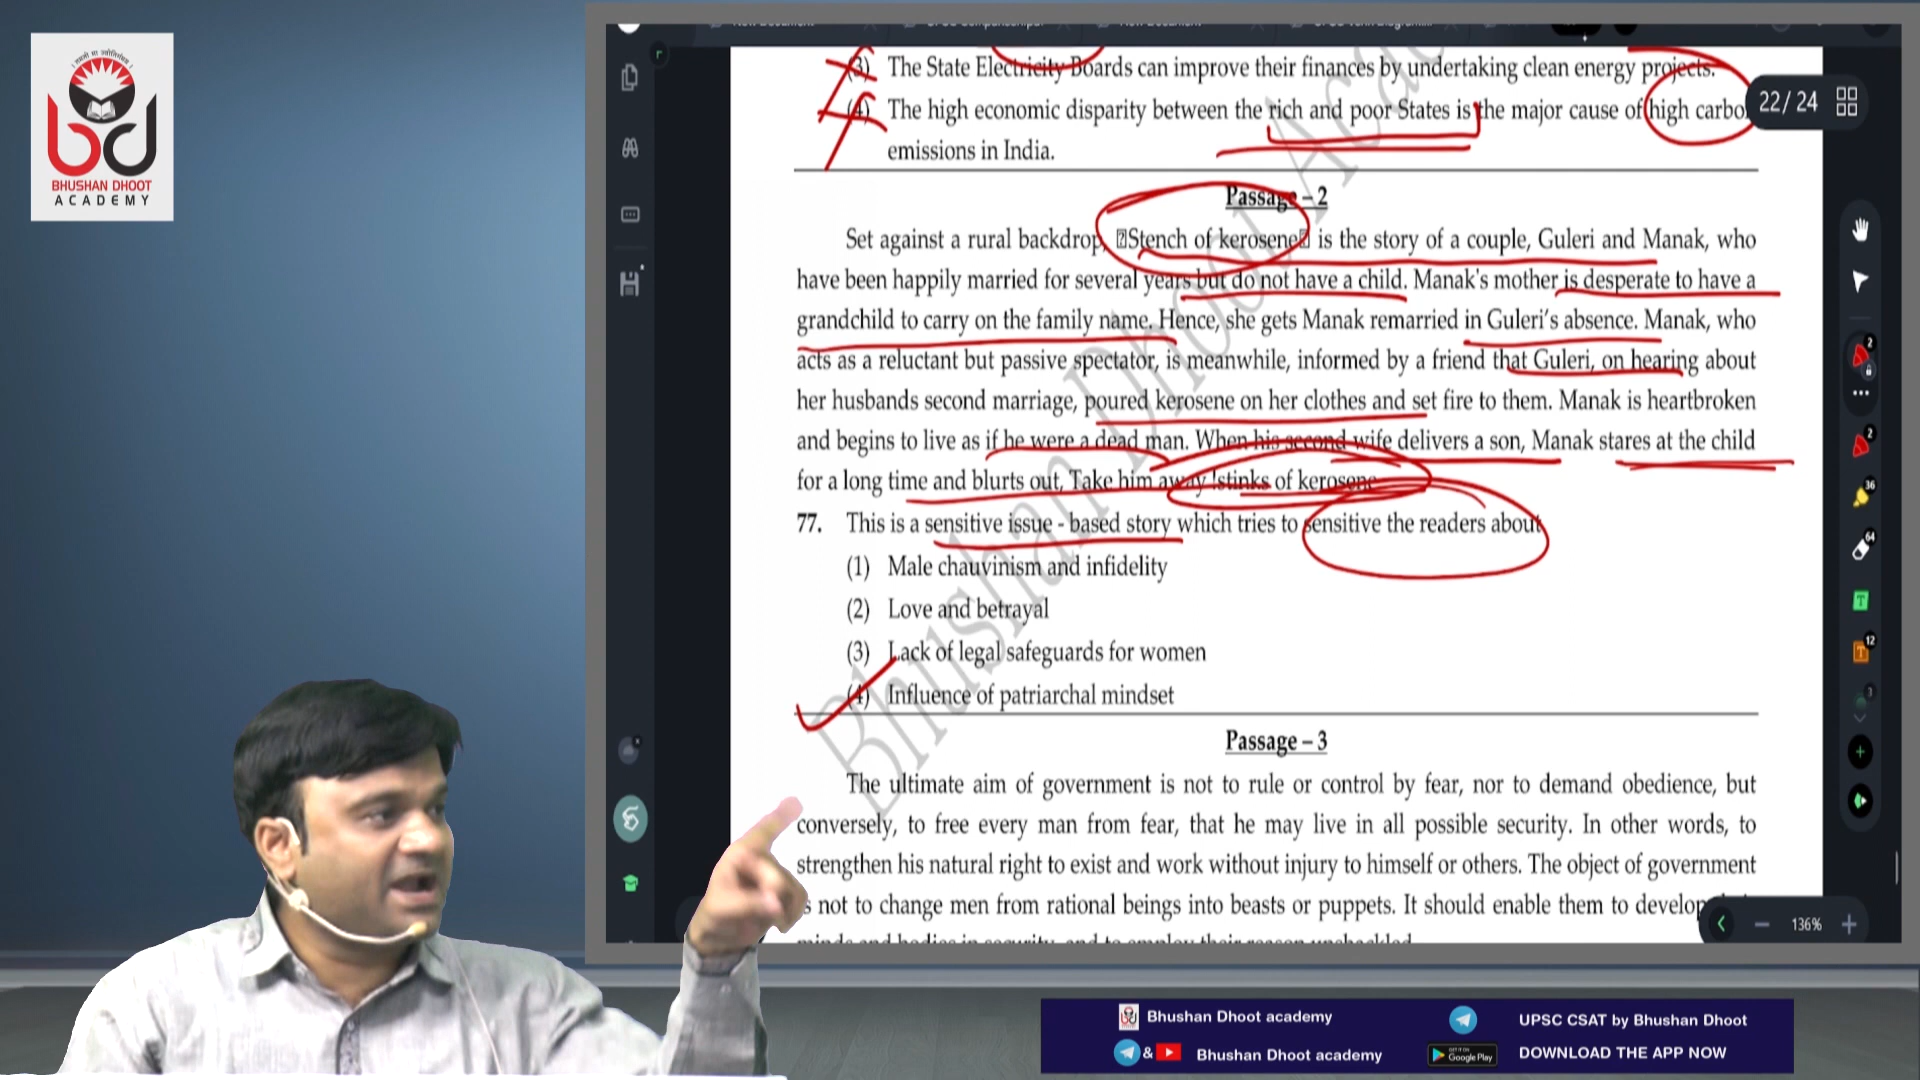 BHUSHAN DHOOT
ACADEMY
(3) The State Electricity Boards can improve their finances by undertaking clean energy projects.
(4) The high economic disparity between the rich and poor States is the major cause of high carbo
emissions in India.
22/24
Passage – 2
Set against a rural backdrop, Stench of kerosene is the story of a couple, Guleri and Manak, who
have been happily married for several years but do not have a child. Manak's mother is desperate to have a
grandchild to carry on the family name. Hence, she gets Manak remarried in Guleri's absence. Manak, who
acts as a reluctant but passive spectator, is meanwhile, informed by a friend that Guleri, on hearing about
her husbands second marriage, poured kerosene on her clothes and set fire to them. Manak is heartbroken
and begins to live as if he were a dead man. When his second wife delivers a son, Manak stares at the child
for a long time and blurts out, Take him away !stinks of kerosene
77. This is a sensitive issue - based story which tries to sensitive the readers about
(1) Male chauvinism and infidelity
(2) Love and betrayal
(3) Lack of legal safeguards for women
(4) Influence of patriarchal mindset
Passage – 3
The ultimate aim of government is not to rule or control by fear, nor to demand obedience, but
conversely, to free every man from fear, that he may live in all possible security. In other words, to
strengthen his natural right to exist and work without injury to himself or others. The object of government
not to change men from rational beings into beasts or puppets. It should enable them to develop
136%
Bhushan Dhoot Academy
Bhushan Dhoot academy
UPSC CSAT by Bhushan Dhoot
& Bhushan Dhoot academy
Google Play
DOWNLOAD THE APP NOW